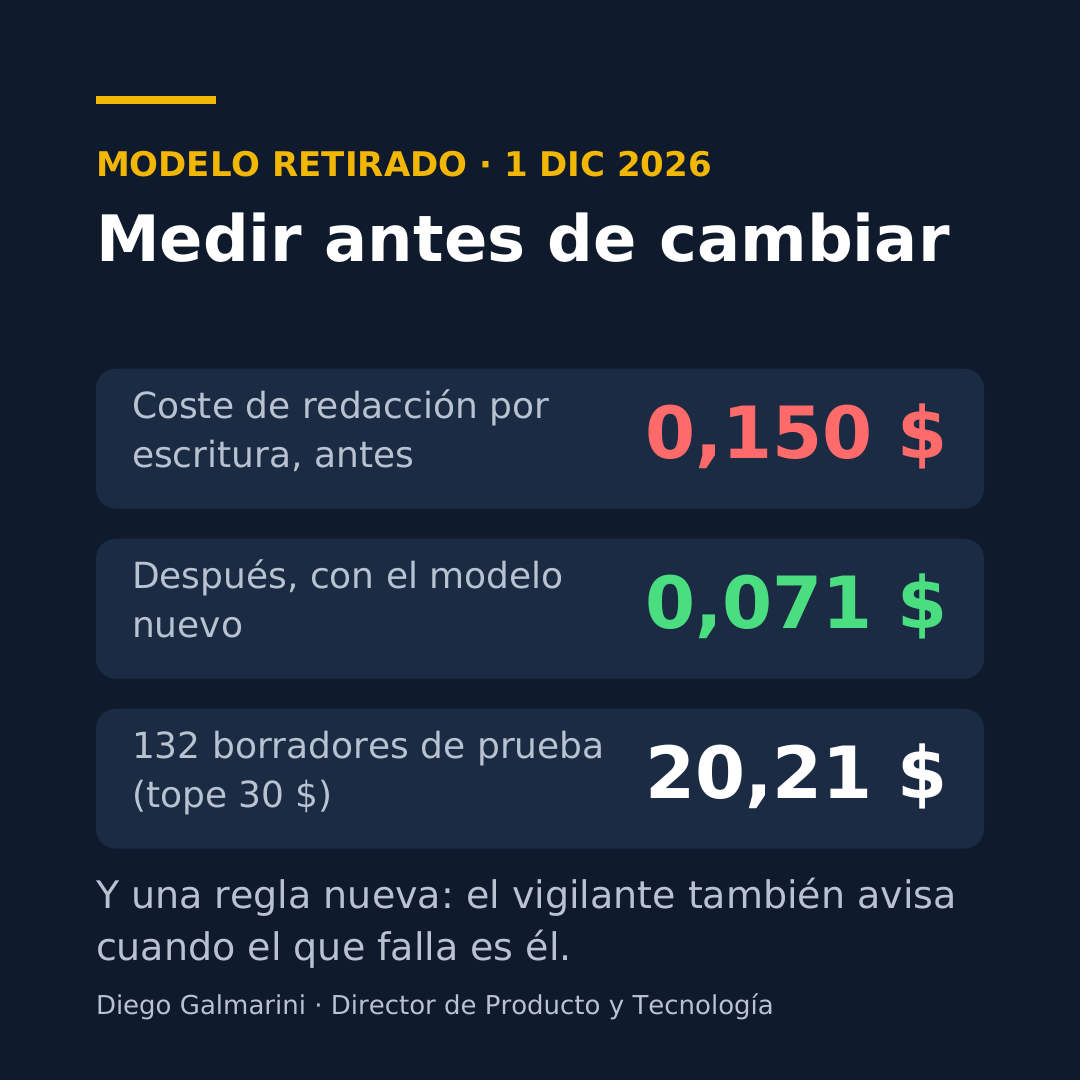 MODELO RETIRADO · 1 DIC 2026
Medir antes de cambiar
Coste de redacción por
escritura, antes
0,150 $
Después, con el modelo
nuevo
0,071 $
132 borradores de prueba
(tope 30 $)
20,21 $
Y una regla nueva: el vigilante también avisa
cuando el que falla es él.
Diego Galmarini · Director de Producto y Tecnología